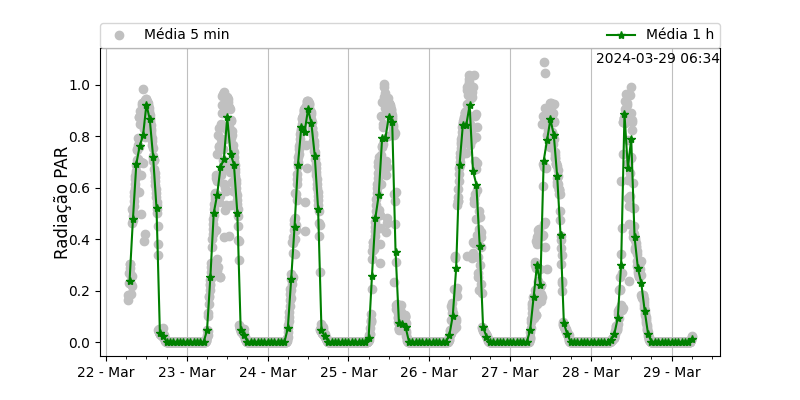 Média 5 min
Média 1 h
2024-03-29 06:34
Radiação PAR
1.0
0.8
0.6
0.4
0.2
0.0
22 - Mar
23 - Mar
24 - Mar
25 - Mar
26 - Mar
27 - Mar
28 - Mar
29 - Mar